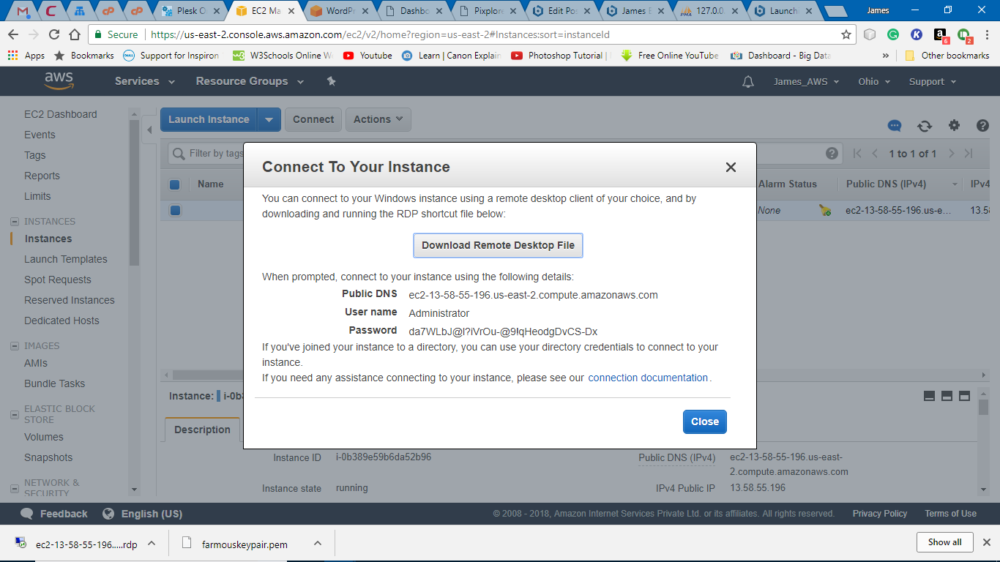 Plesk O
EC2 Ma
WordPr
Dashbo
Pixplore
Edit Pos
James E
PMA
127.0.0
Launch
James
Secure
https://us-east-2.console.aws.amazon.com/ec2/v2/home?region=us-east-2#Instances:sort=instanceId
6
2
Apps
Bookmarks
Support for Inspiron
W3Schools Online W
Youtube
Learn | Canon Explain
Photoshop Tutorial |
Free Online YouTube
Dashboard - Big Data
»
Other bookmarks
aws
Services
Resource Groups
James_AWS
Ohio
Support
EC2 Dashboard
Events
Tags
Reports
Limits
INSTANCES
Instances
Launch Templates
Spot Requests
Reserved Instances
Dedicated Hosts
IMAGES
AMIs
Bundle Tasks
ELASTIC BLOCK
STORE
Volumes
Snapshots
NETWORK &
SECURITY
Launch Instance
Connect
Actions
Filter by tags
1 to 1 of 1
Name
Alarm Status
Public DNS (IPv4)
IPv4
None
ec2-13-58-55-196.us-e...
13.58
Connect To Your Instance
You can connect to your Windows instance using a remote desktop client of your choice, and by
downloading and running the RDP shortcut file below:
Download Remote Desktop File
When prompted, connect to your instance using the following details:
Public DNS ec2-13-58-55-196.us-east-2.compute.amazonaws.com
User name Administrator
Password
If you've joined your instance to a directory, you can use your directory credentials to connect to your
instance.
If you need any assistance connecting to your instance, please see our connection documentation.
Close
Instance:
i-0b3
Description
Instance ID i-0b389e59b6da52b96
Public DNS (IPv4) ec2-13-58-55-196.us-east-
2.compute.amazonaws.com
Instance state running
IPv4 Public IP 13.58.55.196
Feedback
English (US)
© 2008 - 2018, Amazon Internet Services Private Ltd. or its affiliates. All rights reserved.
Privacy Policy
Terms of Use
ec2-13-58-55-196.....rdp
farmouskeypair.pem
Show all